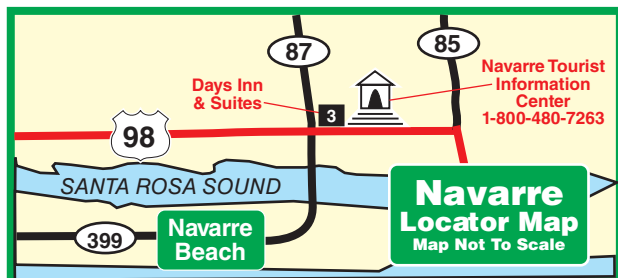 87
85
Days Inn
& Suites
3
Navarre Tourist
Information
Center
1-800-480-7263
98
SANTA ROSA SOUND
399
Navarre
Beach
Navarre
Locator Map
Map Not To Scale